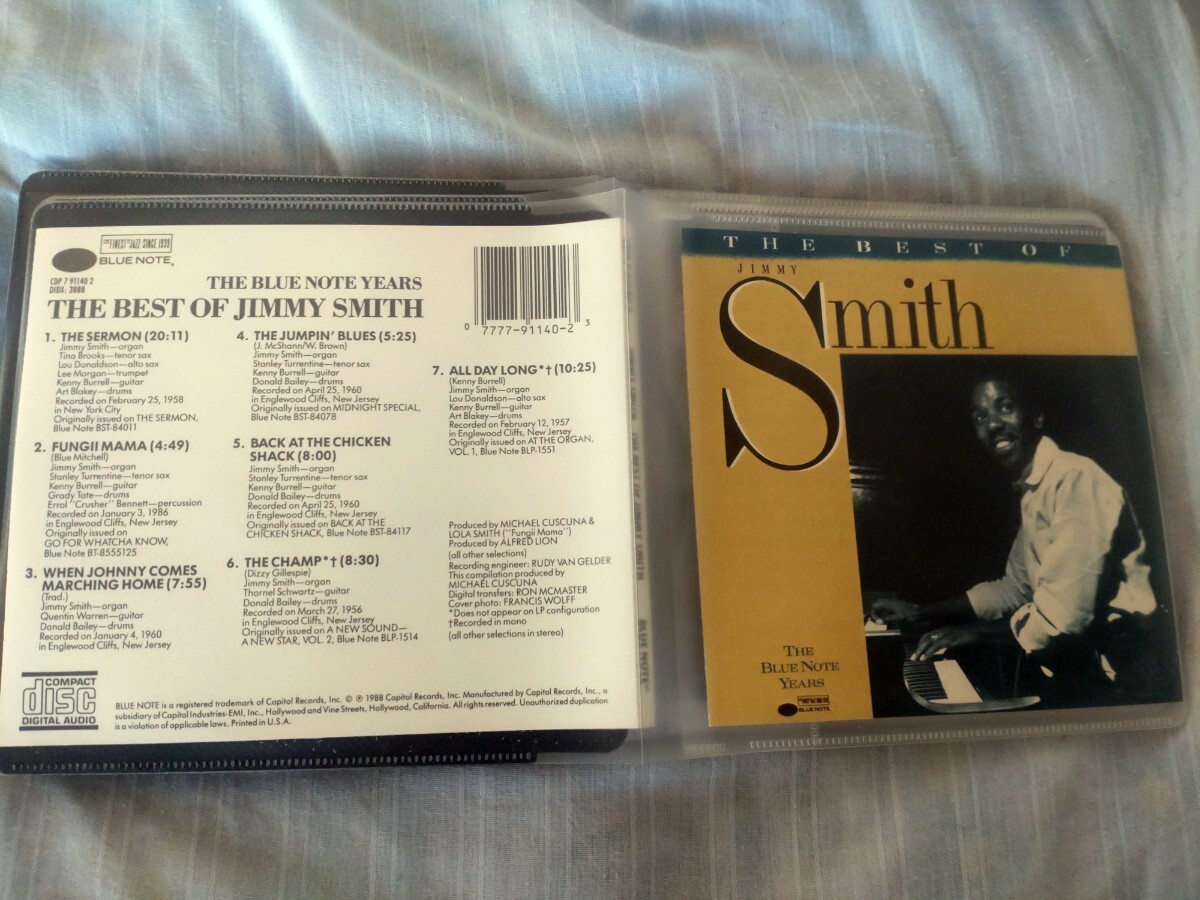 THE FINEST IN JAZZ SINCE 1939
BLUE NOTE®
CDP 7 91140 2
DIDX: 3888
THE BLUE NOTE YEARS
THE BEST OF JIMMY SMITH
0 7777-91140-2 3
1. THE SERMON (20:11)
Jimmy Smith—organ
Tina Brooks—tenor sax
Lou Donaldson—alto sax
Lee Morgan—trumpet
Kenny Burrell—guitar
Art Blakey—drums
Recorded on February 25, 1958
in New York City
Originally issued on THE SERMON,
Blue Note BST-84011
2. FUNGII MAMA (4:49)
(Blue Mitchell)
Jimmy Smith—organ
Stanley Turrentine—tenor sax
Kenny Burrell—guitar
Grady Tate—drums
Errol "Crusher" Bennett—percussion
Recorded on January 3, 1986
in Englewood Cliffs, New Jersey
Originally issued on
GO FOR WHATCHA KNOW,
Blue Note BT-8555125
3. WHEN JOHNNY COMES
MARCHING HOME (7:55)
(Trad.)
Jimmy Smith—organ
Quentin Warren—guitar
Donald Bailey—drums
Recorded on January 4, 1960
in Englewood Cliffs, New Jersey
4. THE JUMPIN' BLUES (5:25)
(J. McShann/W. Brown)
Jimmy Smith—organ
Stanley Turrentine—tenor sax
Kenny Burrell—guitar
Donald Bailey—drums
Recorded on April 25, 1960
in Englewood Cliffs, New Jersey
Originally issued on MIDNIGHT SPECIAL,
Blue Note BST-84078
5. BACK AT THE CHICKEN
SHACK (8:00)
Jimmy Smith—organ
Stanley Turrentine—tenor sax
Kenny Burrell—guitar
Donald Bailey—drums
Recorded on April 25, 1960
in Englewood Cliffs, New Jersey
Originally issued on BACK AT THE
CHICKEN SHACK, Blue Note BST-84117
6. THE CHAMP*† (8:30)
(Dizzy Gillespie)
Jimmy Smith—organ
Thornel Schwartz—guitar
Donald Bailey—drums
Recorded on March 27, 1956
in Englewood Cliffs, New Jersey
Originally issued on A NEW SOUND—
A NEW STAR, VOL. 2, Blue Note BLP-1514
7. ALL DAY LONG*† (10:25)
(Kenny Burrell)
Jimmy Smith—organ
Lou Donaldson—alto sax
Kenny Burrell—guitar
Art Blakey—drums
Recorded on February 12, 1957
in Englewood Cliffs, New Jersey
Originally issued on AT THE ORGAN,
VOL. 1, Blue Note BLP-1551
Produced by MICHAEL CUSCUNA &
LOLA SMITH ("Fungii Mama")
Produced by ALFRED LION
(all other selections)
Recording engineer: RUDY VAN GELDER
This compilation produced by
MICHAEL CUSCUNA
Digital transfers: RON MCMASTER
Cover photo: FRANCIS WOLFF
*Does not appear on LP configuration
†Recorded in mono
(all other selections in stereo)
COMPACT
disc
DIGITAL AUDIO
BLUE NOTE is a registered trademark of Capitol Records, Inc. © ℗ 1988 Capitol Records, Inc. Manufactured by Capitol Records, Inc., a
subsidiary of Capitol Industries-EMI, Inc., Hollywood and Vine Streets, Hollywood, California. All rights reserved. Unauthorized duplication
is a violation of applicable laws. Printed in U.S.A.
BLUE NOTE
THE BEST OF
JIMMY
Smith
THE
BLUE NOTE
YEARS
BLUE NOTE